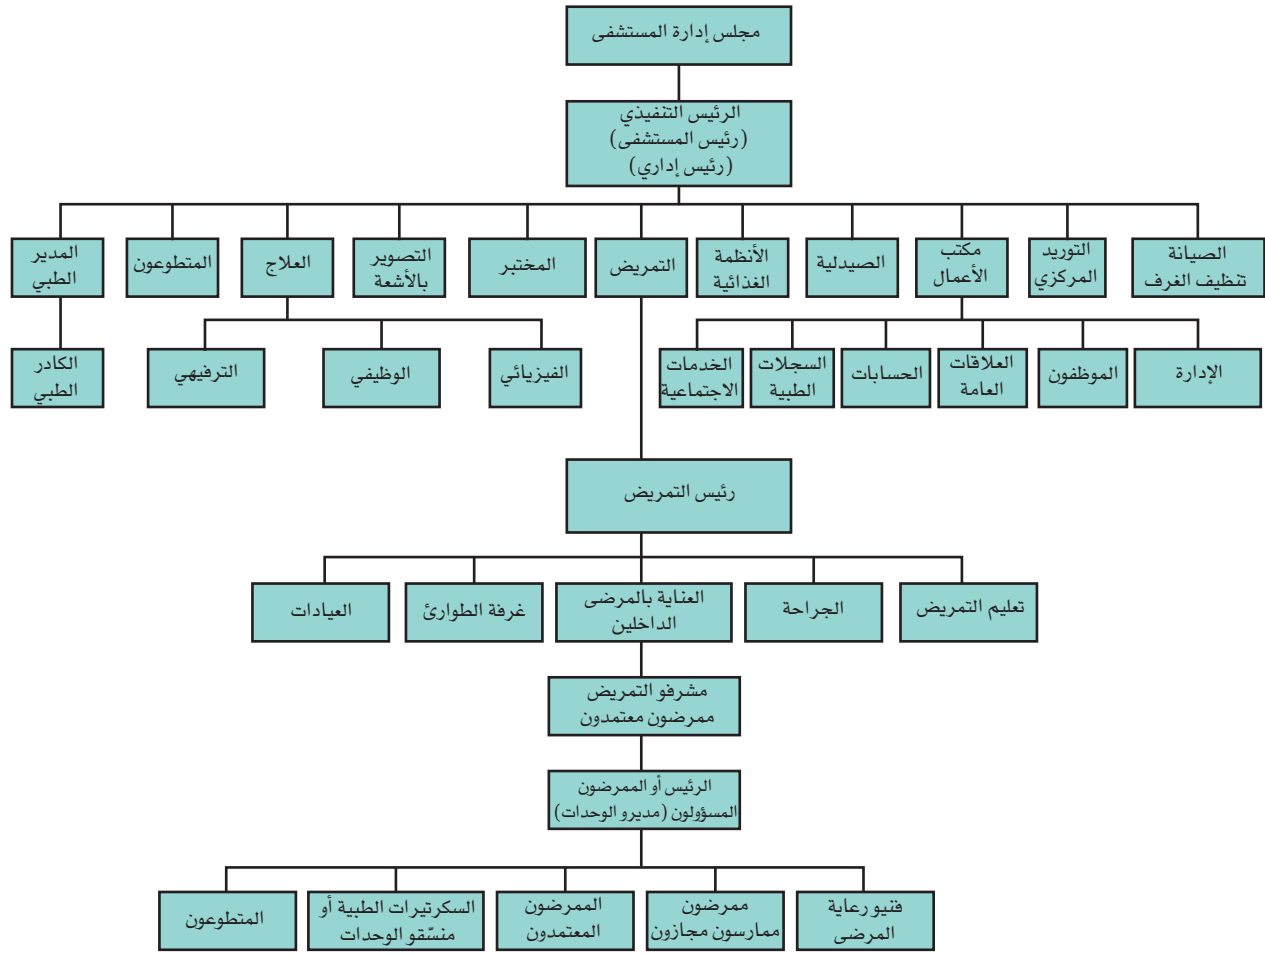 مجلس إدارة المستشفى
الرئيس التنفيذي
(رئيس المستشفى)
(رئيس إداري)
الصيانة
تنظيف الغرف
التوريد
المركزي
مكتب
الأعمال
الصيدلية
الأنظمة
الغذائية
التمريض
المختبر
التصوير
بالأشعة
العلاج
المتطوعون
المدير
الطبي
الإدارة
الموظفون
العلاقات
العامة
الحسابات
السجلات
الطبية
الخدمات
الاجتماعية
الفيزيائي
الوظيفي
الترفيهي
الكادر
الطبي
رئيس التمريض
تعليم التمريض
الجراحة
العناية بالمرضى
الداخلين
غرفة الطوارئ
العيادات
مشرفو التمريض
ممرضون معتمدون
الرئيس أو الممرضون
المسؤولون (مديرو الوحدات)
فنيو رعاية
المرضى
ممرضون
ممارسون مجازون
الممرضون
المعتمدون
السكرتيرات الطبية أو
منسّقو الوحدات
المتطوعون